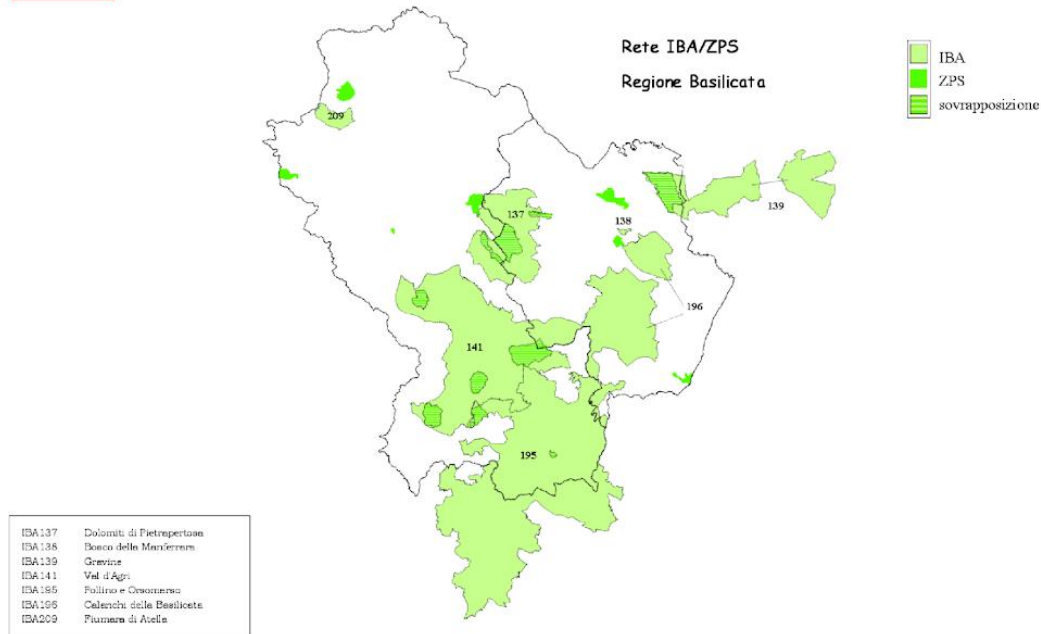 Rete IBA/ZPS
Regione Basilicata
IBA
ZPS
sovrapposizione
209
137
138
139
196
141
195
IBA137 Dolomiti di Pietrapertosa
IBA138 Bosco della Manferrara
IBA139 Gravine
IBA141 Val d'Agri
IBA195 Pollino e Orsomarso
IBA196 Calanchi della Basilicata
IBA209 Fiumara di Atella